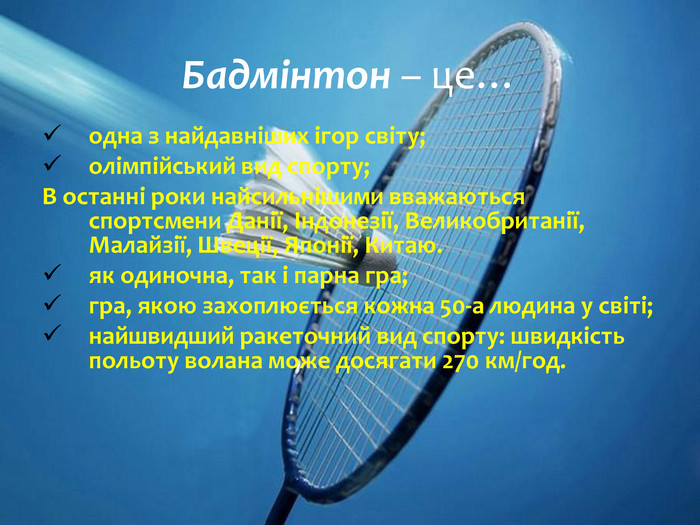 Бадмінтон – це...
✓ одна з найдавніших ігор світу;
✓ олімпійський вид спорту;
В останні роки найсильнішими вважаються
спортсмени Данії, Індонезії, Великобританії,
Малайзії, Швеції, Японії, Китаю.
✓ як одиночна, так і парна гра;
✓ гра, якою захоплюється кожна 50-а людина у світі;
✓ найшвидший ракеточний вид спорту: швидкість
польоту волана може досягати 270 км/год.